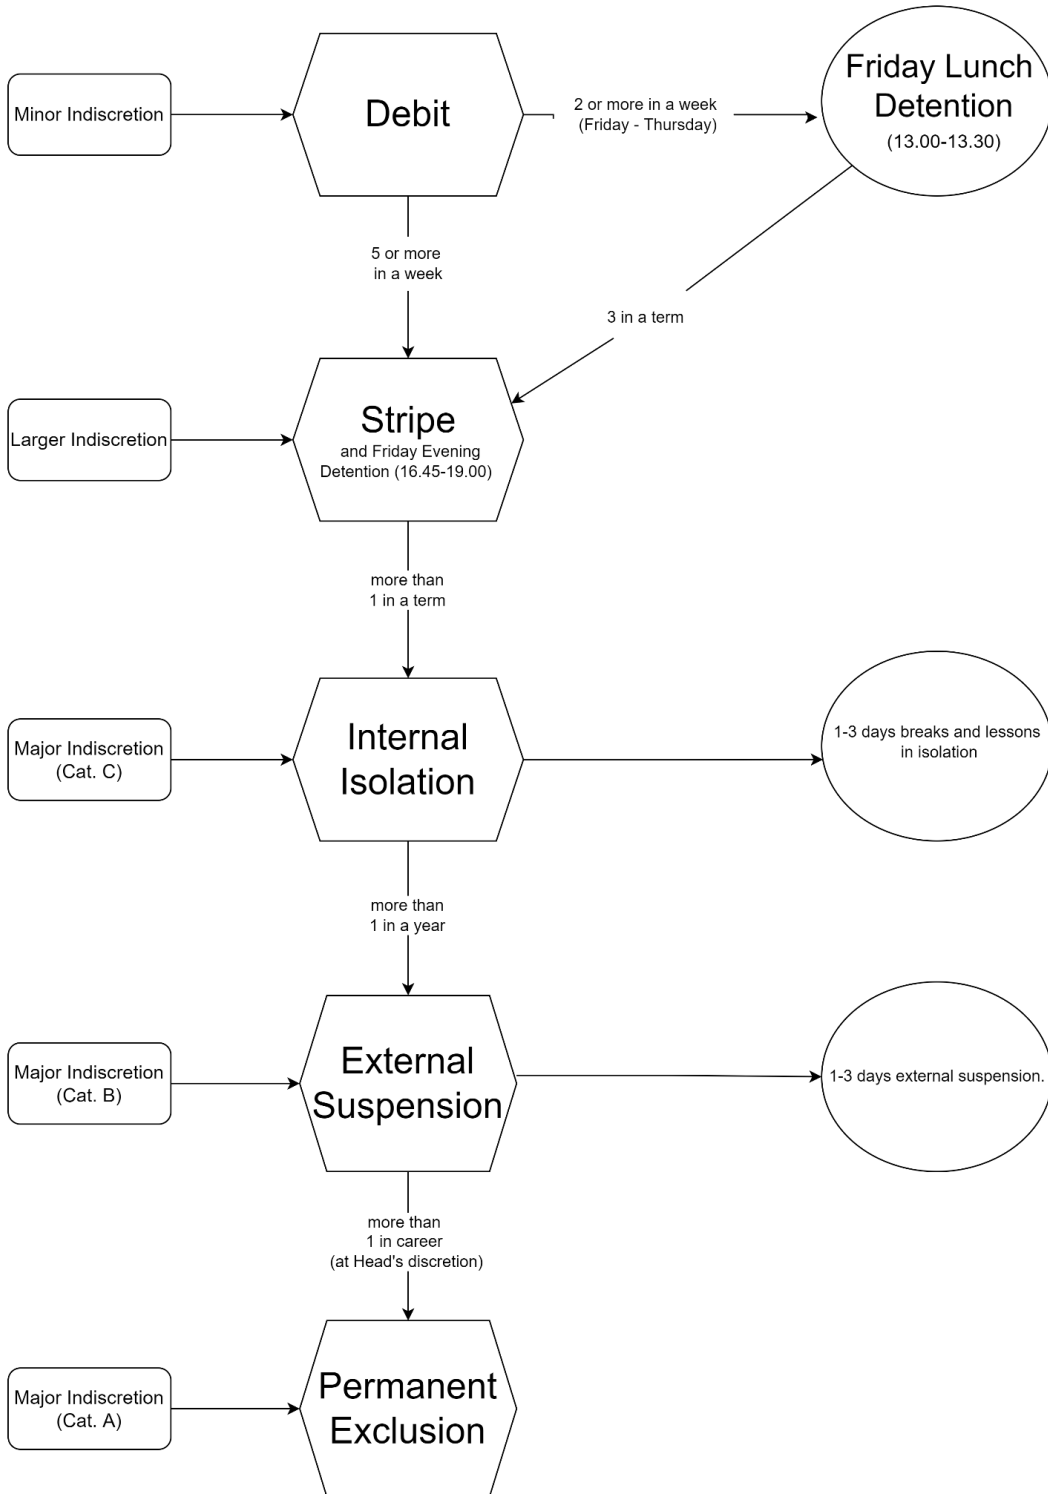 Minor Indiscretion
Debit
2 or more in a week
(Friday - Thursday)
Friday Lunch
Detention
(13.00-13.30)
5 or more
in a week
3 in a term
Larger Indiscretion
Stripe
and Friday Evening
Detention (16.45-19.00)
more than
1 in a term
Major Indiscretion
(Cat. C)
Internal
Isolation
1-3 days breaks and lessons
in isolation
more than
1 in a year
Major Indiscretion
(Cat. B)
External
Suspension
1-3 days external suspension.
more than
1 in career
(at Head's discretion)
Major Indiscretion
(Cat. A)
Permanent
Exclusion